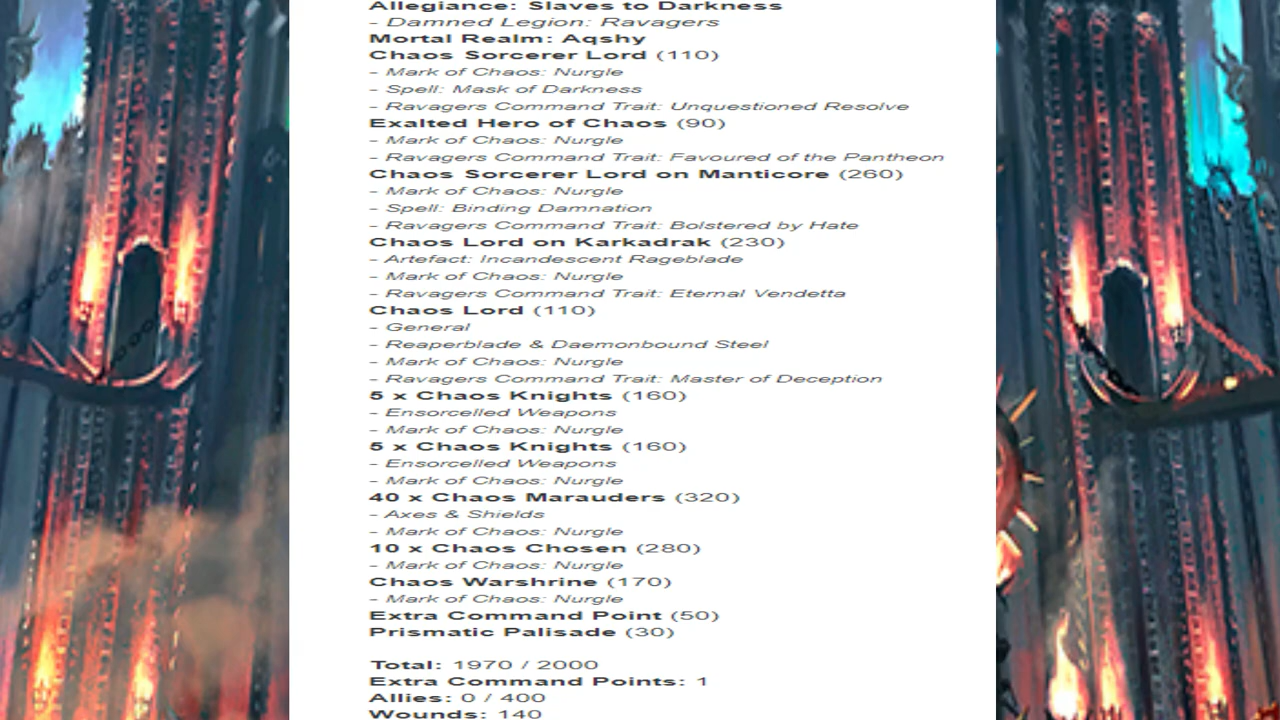 Allegiance: Slaves to Darkness
- Damned Legion: Ravagers
Mortal Realm: Aqshy
Chaos Sorcerer Lord (110)
- Mark of Chaos: Nurgle
- Spell: Mask of Darkness
- Ravagers Command Trait: Unquestioned Resolve
Exalted Hero of Chaos (90)
- Mark of Chaos: Nurgle
- Ravagers Command Trait: Favoured of the Pantheon
Chaos Sorcerer Lord on Manticore (260)
- Mark of Chaos: Nurgle
- Spell: Binding Damnation
- Ravagers Command Trait: Bolstered by Hate
Chaos Lord on Karkadrak (230)
- Artefact: Incandescent Rageblade
- Mark of Chaos: Nurgle
- Ravagers Command Trait: Eternal Vendetta
Chaos Lord (110)
- General
- Reaperblade & Daemonbound Steel
- Mark of Chaos: Nurgle
- Ravagers Command Trait: Master of Deception
5 x Chaos Knights (160)
- Ensorcelled Weapons
- Mark of Chaos: Nurgle
5 x Chaos Knights (160)
- Ensorcelled Weapons
- Mark of Chaos: Nurgle
40 x Chaos Marauders (320)
- Axes & Shields
- Mark of Chaos: Nurgle
10 x Chaos Chosen (280)
- Mark of Chaos: Nurgle
Chaos Warshrine (170)
- Mark of Chaos: Nurgle
Extra Command Point (50)
Prismatic Palisade (30)
Total: 1970 / 2000
Extra Command Points: 1
Allies: 0 / 400
Wounds: 140